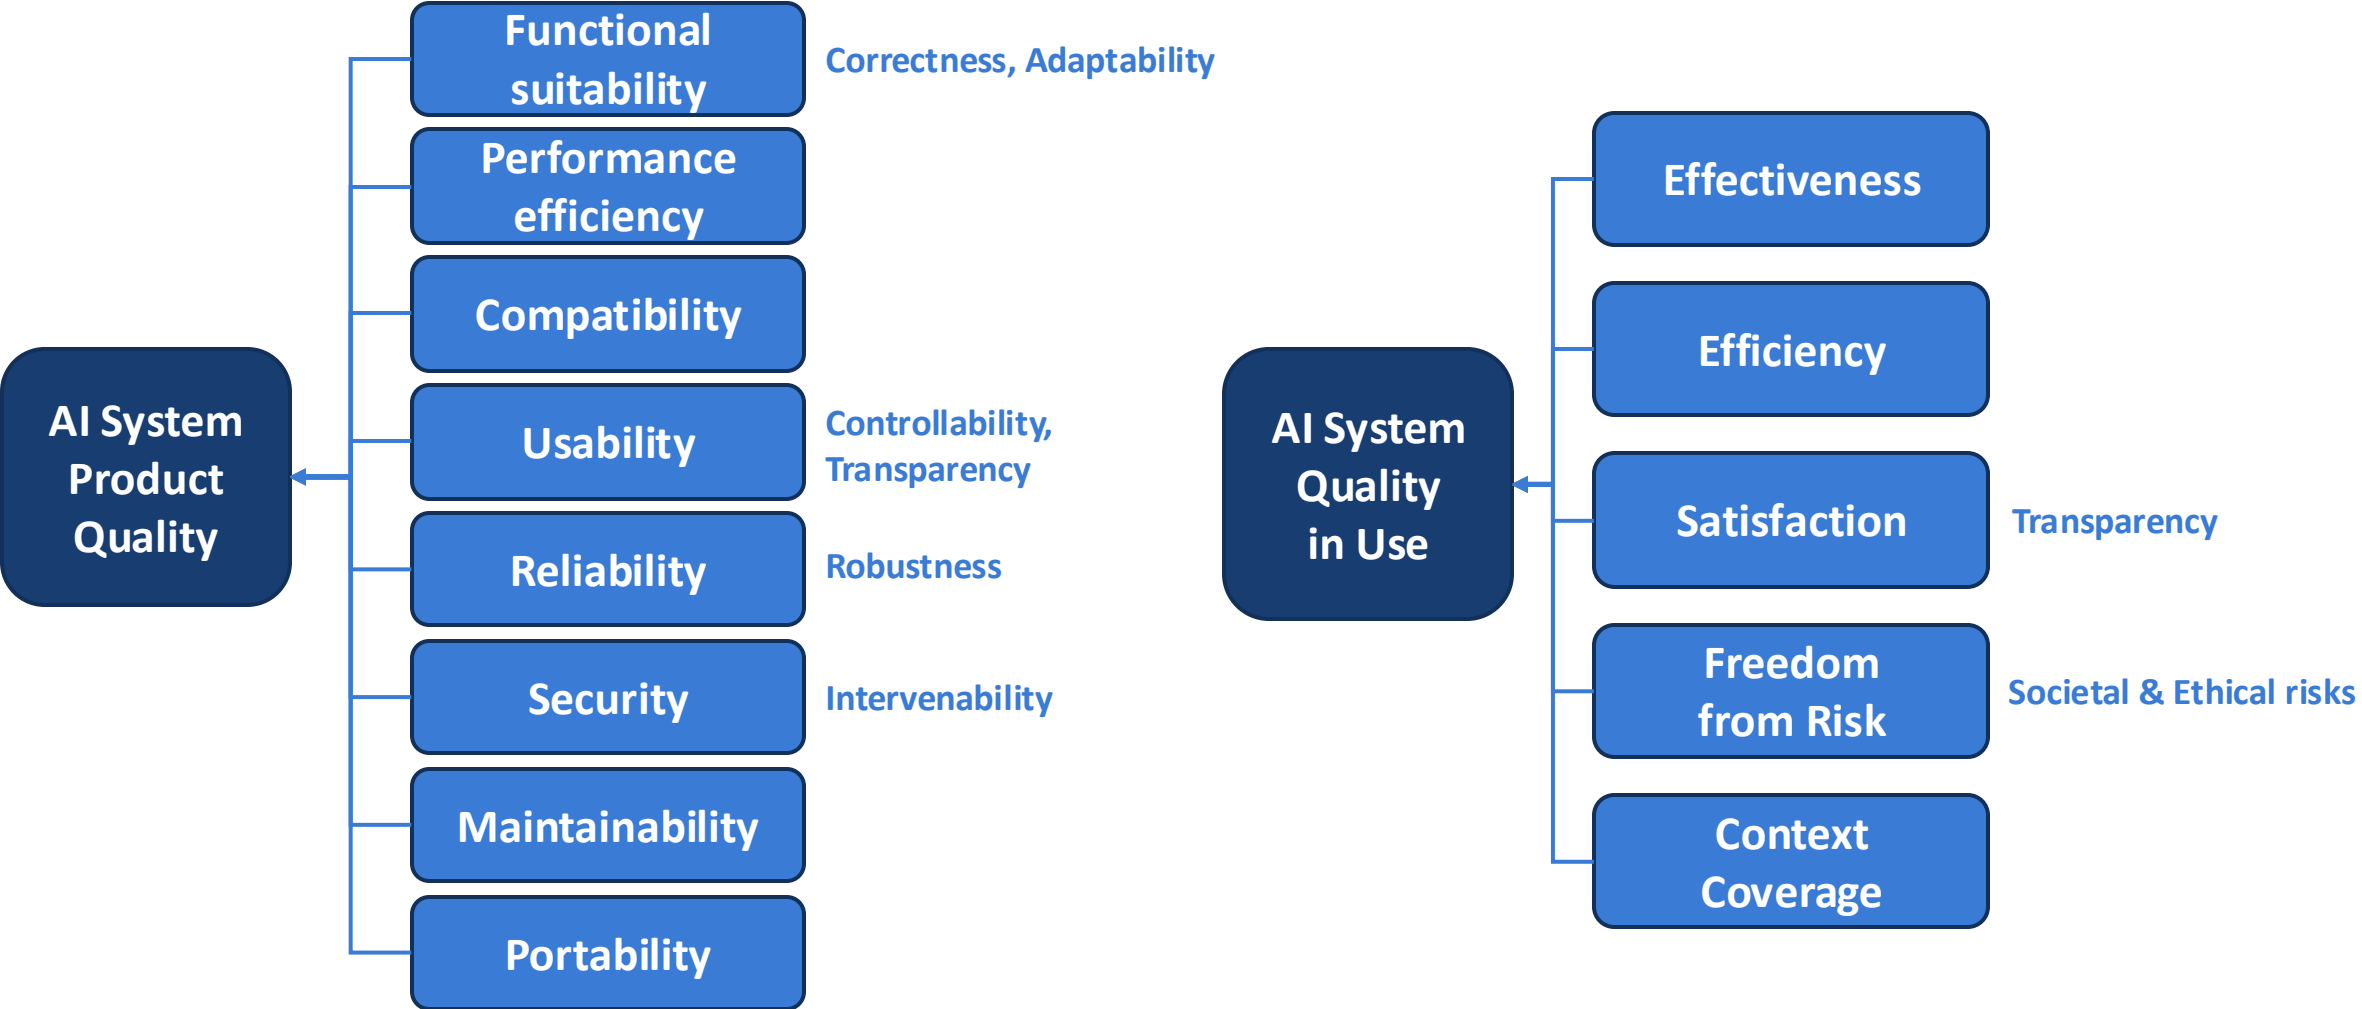 AI System
Product
Quality
Functional
suitability
Correctness, Adaptability
Performance
efficiency
Compatibility
Usability
Controllability,
Transparency
Reliability
Robustness
Security
Intervenability
Maintainability
Portability
AI System
Quality
in Use
Effectiveness
Efficiency
Satisfaction
Transparency
Freedom
from Risk
Societal & Ethical risks
Context
Coverage